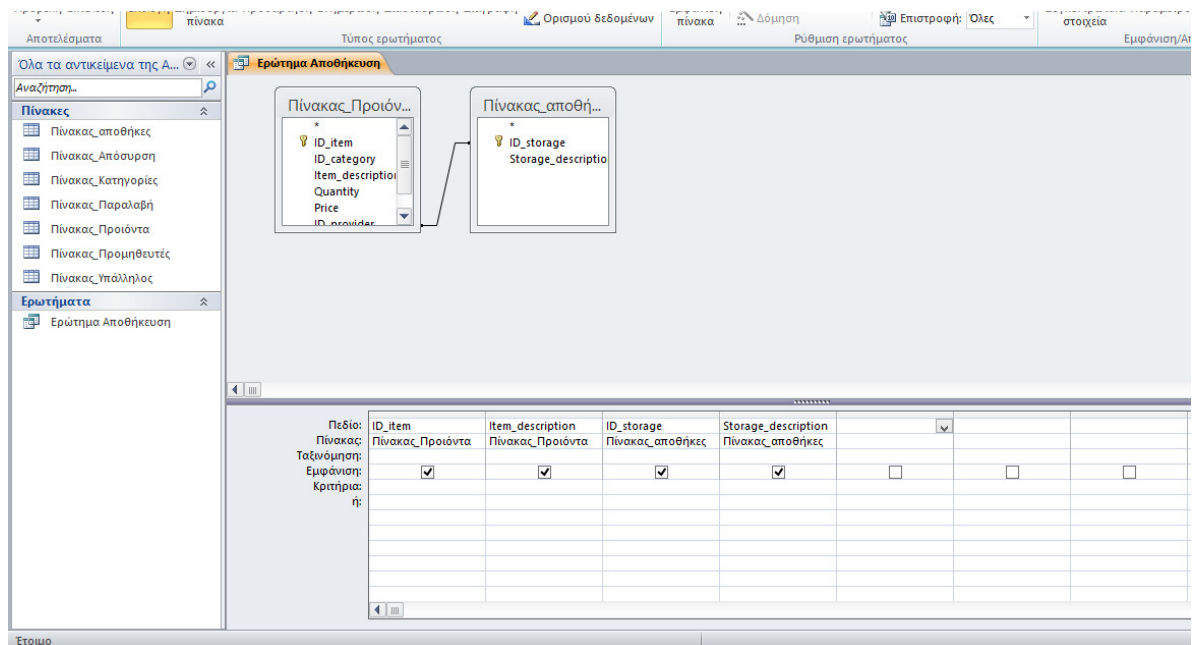 πίνακα
Ορισμού δεδομένων
πίνακα
Δόμηση
Επιστροφή: Όλες
στοιχεία
Αποτελέσματα
Τύπος ερωτήματος
Ρύθμιση ερωτήματος
Όλα τα αντικείμενα της Α...
«
Αναζήτηση...
Πίνακες
Πίνακας_αποθήκες
Πίνακας_Απόσυρση
Πίνακας_Κατηγορίες
Πίνακας_Παραλαβή
Πίνακας_Προιόντα
Πίνακας_Προμηθευτές
Πίνακας_Υπάλληλος
Ερωτήματα
Ερώτημα Αποθήκευση
Ερώτημα Αποθήκευση
Πίνακας_Προιόν...
*
ID_item
ID_category
Item_description
Quantity
Price
ID_provider
Πίνακας_αποθή...
*
ID_storage
Storage_descriptio
Πεδίο: ID_item Item_description ID_storage Storage_description
Πίνακας: Πίνακας_Προιόντα Πίνακας_Προιόντα Πίνακας_αποθήκες Πίνακας_αποθήκες
Ταξινόμηση:
Εμφάνιση:
Κριτήρια:
ή:
Έτοιμο